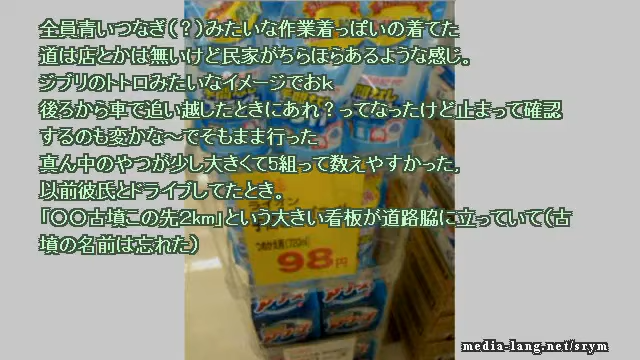 全員青いつなぎ(？)みたいな作業着っぽいの着てた
道は店とかは無いけど民家がちらほらあるような感じ。
ジブリのトトロみたいなイメージでおｋ
後ろから車で追い越したときにあれ？ってなったけど止まって確認
するのも変かな〜でそもまま行った
真ん中のやつが少し大きくて5組って数えやすかった,
以前彼氏とドライブしてたとき。
「〇〇古墳この先2km」という大きい看板が道路脇に立っていて(古
墳の名前は忘れた)
ライオン
98円
media-lang.net/srym